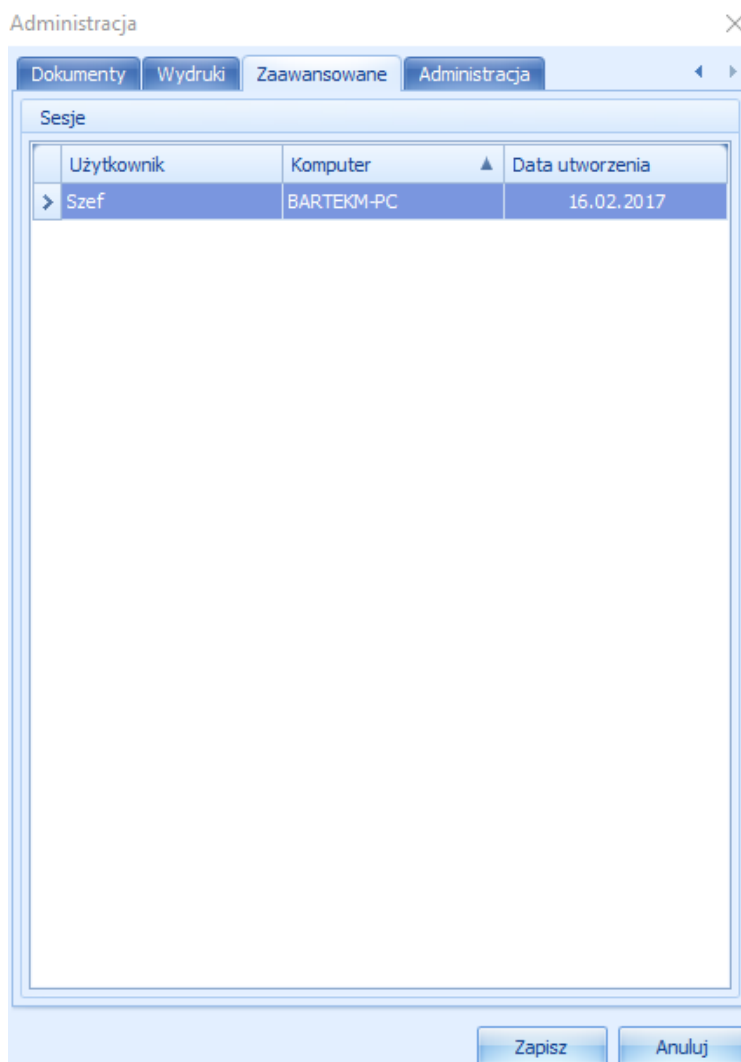 Administracja
Dokumenty Wydruki Zaawansowane Administracja
Sesje
Użytkownik Komputer Data utworzenia
Szef BARTEKM-PC 16.02.2017
Zapisz Anuluj